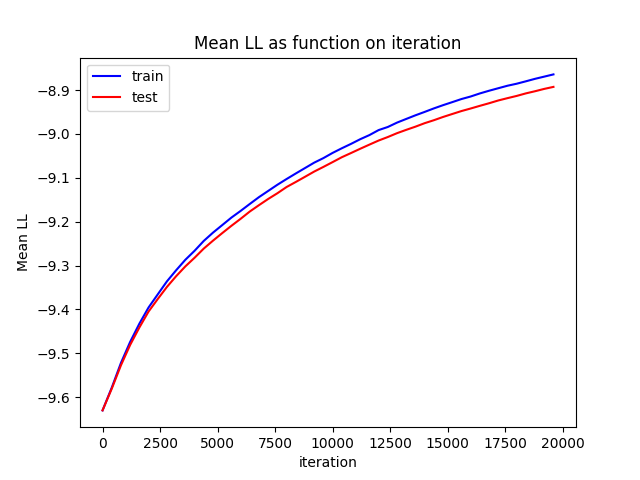 Mean LL as function on iteration
train
test
−8.9
−9.0
−9.1
−9.2
−9.3
−9.4
−9.5
−9.6
Mean LL
0 2500 5000 7500 10000 12500 15000 17500 20000
iteration